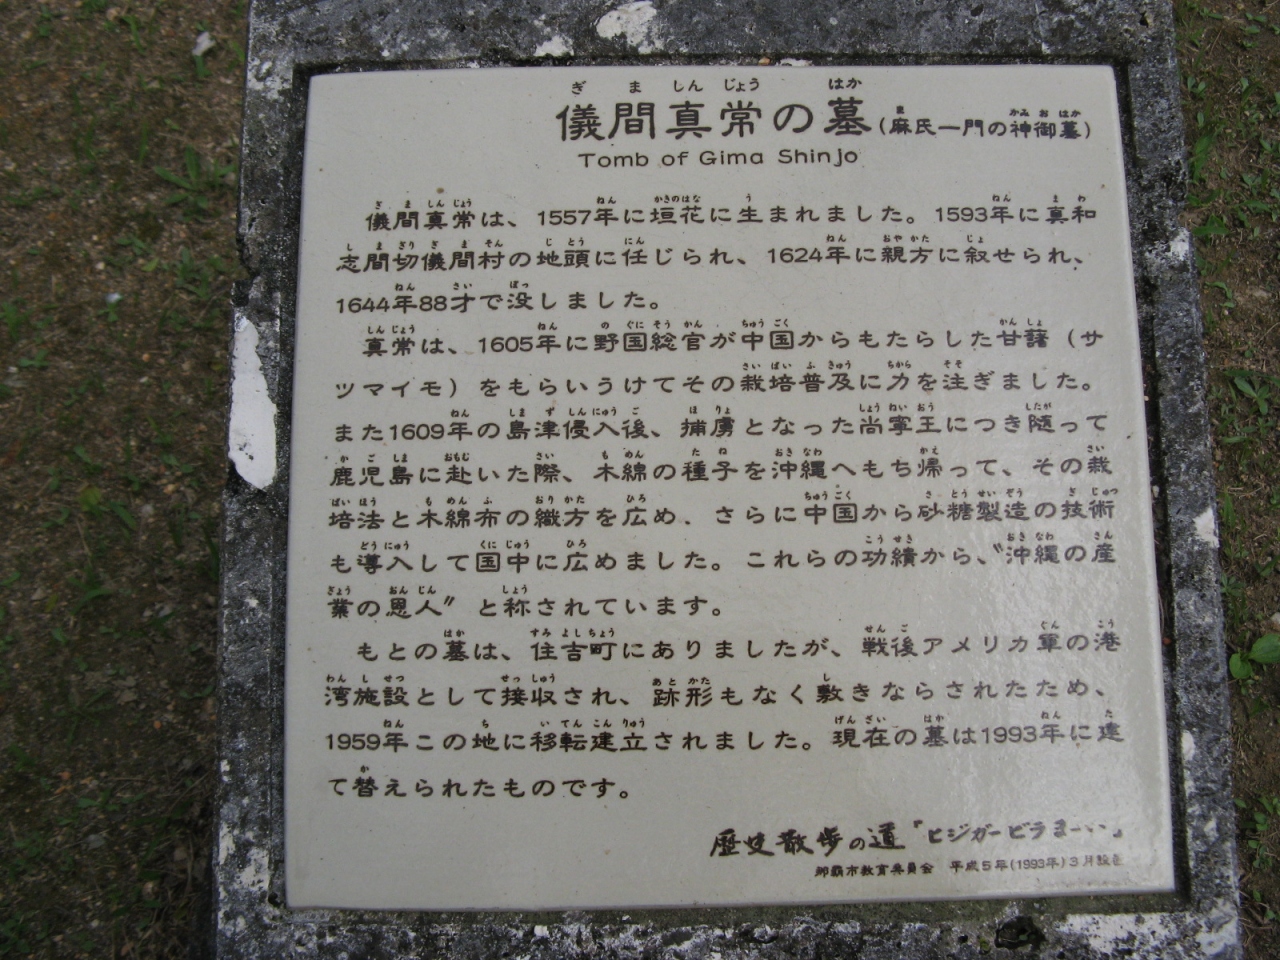 儀間真常の墓(麻氏一門の神御墓)
Tomb of Gima Shinjo
儀間真常は、1557年に垣花に生まれました。1593年に真和
志間切儀間村の地頭に任じられ、1624年に親方に叙せられ、
1644年88才で没しました。
真常は、1605年に野国総官が中国からもたらした甘藷(サ
ツマイモ)をもらいうけてその栽培普及に力を注ぎました。
また1609年の島津侵入後、捕虜となった尚寧王につき随って
鹿児島に赴いた際、木綿の種子を沖縄へもち帰って、その栽
培法と木綿布の織方を広め、さらに中国から砂糖製造の技術
も導入して国中に広めました。これらの功績から、〝沖縄の産
業の恩人〞と称されています。
もとの墓は、住吉町にありましたが、戦後アメリカ軍の港
湾施設として接収され、跡形もなく敷きならされたため、
1959年この地に移転建立されました。現在の墓は1993年に建
て替えられたものです。
歴史散歩の道「ヒジガービラまーい」
那覇市教育委員会 平成5年(1993年)3月設置